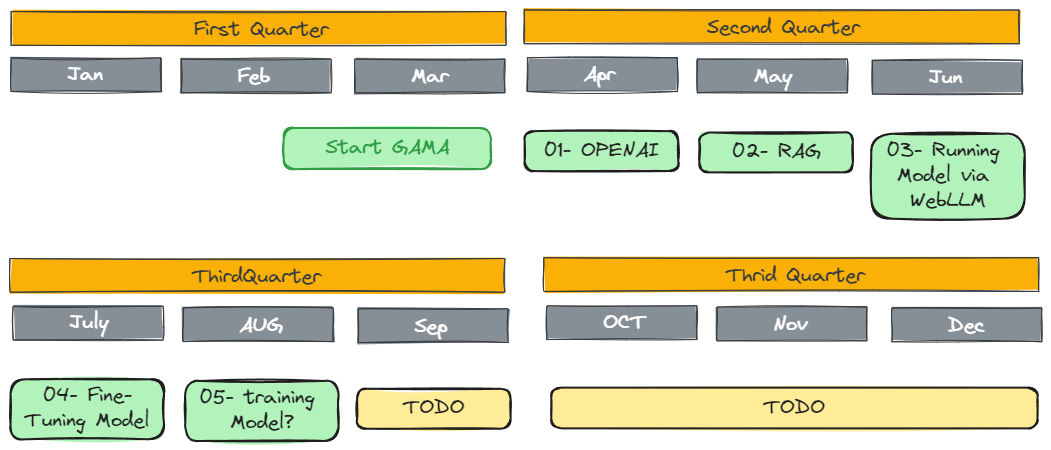 First Quarter
Second Quarter
Jan
Feb
Mar
Apr
May
Jun
Start GAMA
01- OPENAI
02- RAG
03- Running
Model via
WebLLM
ThirdQuarter
Thrid Quarter
July
AUG
Sep
OCT
Nov
Dec
04- Fine-
Tuning Model
05- training
Model?
TODO
TODO